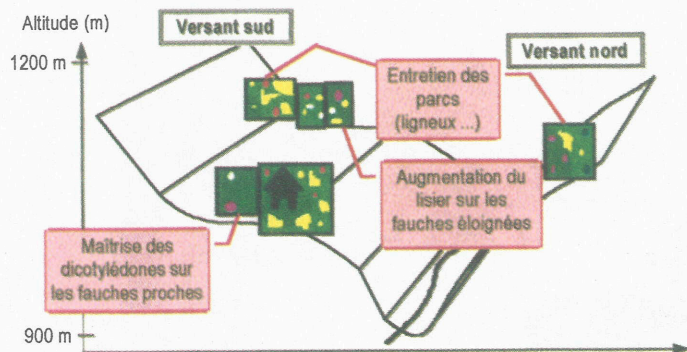 Altitude (m)
Versant sud
1200 m
Versant nord
Entretien des
parcs
(ligneux ...)
Augmentation du
lisier sur les
fauches éloignées
Maîtrise des
dicotylédones sur
les fauches proches
900 m